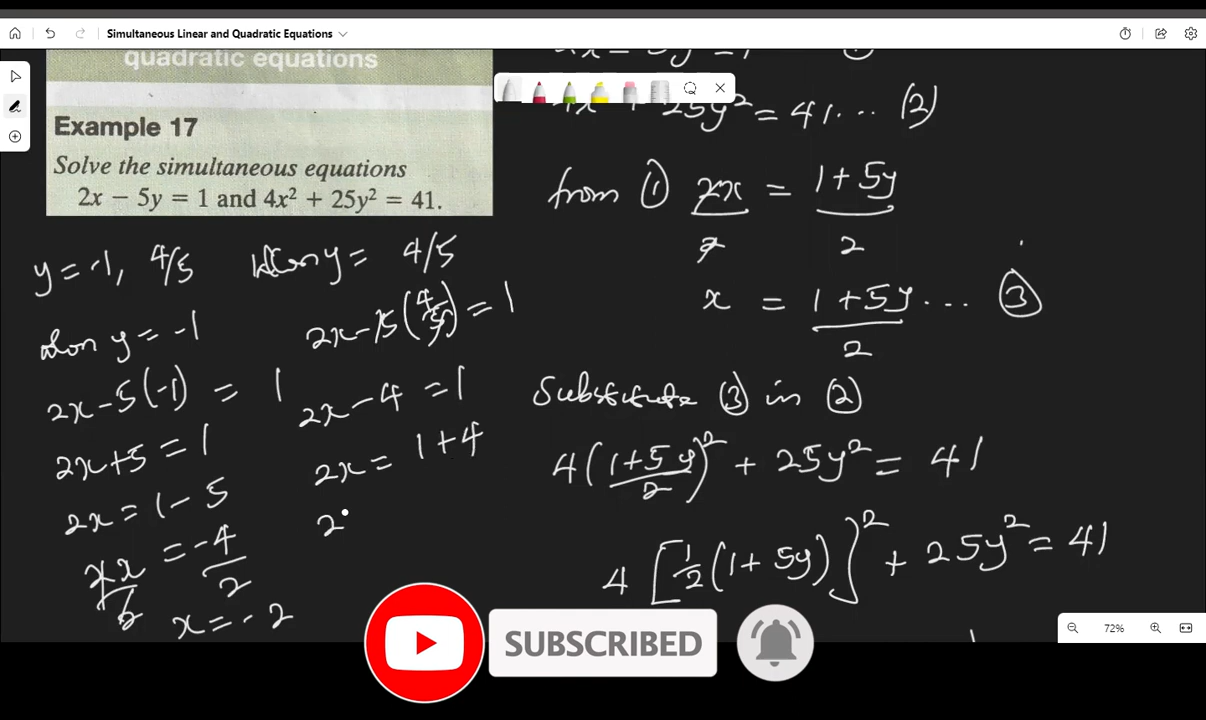 Simultaneous Linear and Quadratic Equations
quadratic equations
Example 17
Solve the simultaneous equations
2x − 5y = 1 and 4x² + 25y² = 41.
y = -1, 4/5
when y = -1
2x - 5(-1) = 1
2x + 5 = 1
2x = 1 - 5
2x/2 = -4/2
x = -2
when y = 4/5
2x - 5(4/5) = 1
2x - 4 = 1
2x = 1 + 4
2
25y² = 41 ... (2)
from (1) 2x/2 = (1 + 5y)/2
x = (1 + 5y)/2 ... (3)
Substitute (3) in (2)
4((1+5y)/2)² + 25y² = 41
4[1/2(1+5y)]² + 25y² = 41
SUBSCRIBED
72%